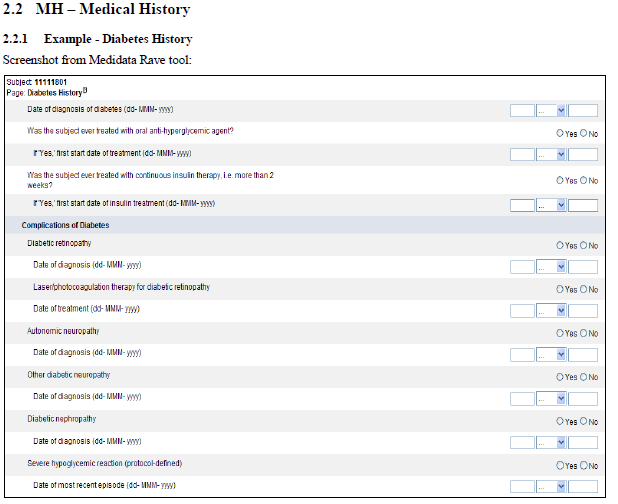 2.2 MH – Medical History
2.2.1 Example - Diabetes History
Screenshot from Medidata Rave tool:
Subject: 11111801
Page: Diabetes History
Date of diagnosis of diabetes (dd- MMM- yyyy)
...
Was the subject ever treated with oral anti-hyperglycemic agent?
Yes No
If 'Yes,' first start date of treatment (dd- MMM- yyyy)
...
Was the subject ever treated with continuous insulin therapy, i.e. more than 2
weeks?
Yes No
If 'Yes,' first start date of insulin treatment (dd- MMM- yyyy)
...
Complications of Diabetes
Diabetic retinopathy
Yes No
Date of diagnosis (dd- MMM- yyyy)
...
Laser/photocoagulation therapy for diabetic retinopathy
Yes No
Date of treatment (dd- MMM- yyyy)
...
Autonomic neuropathy
Yes No
Date of diagnosis (dd- MMM- yyyy)
...
Other diabetic neuropathy
Yes No
Date of diagnosis (dd- MMM- yyyy)
...
Diabetic nephropathy
Yes No
Date of diagnosis (dd- MMM- yyyy)
...
Severe hypoglycemic reaction (protocol-defined)
Yes No
Date of most recent episode (dd- MMM- yyyy)
...